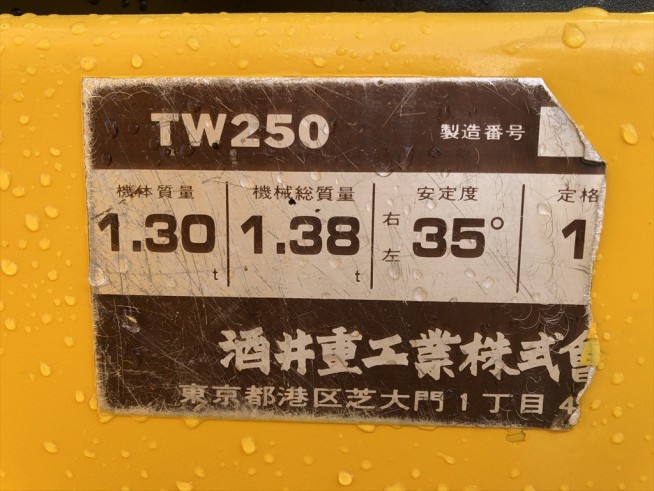 TW250 製造番号
機体質量 機械総質量 安定度 定格
1.30 t 1.38 t 右 左 35° 1
酒井重工業株式会
東京都港区芝大門1丁目4